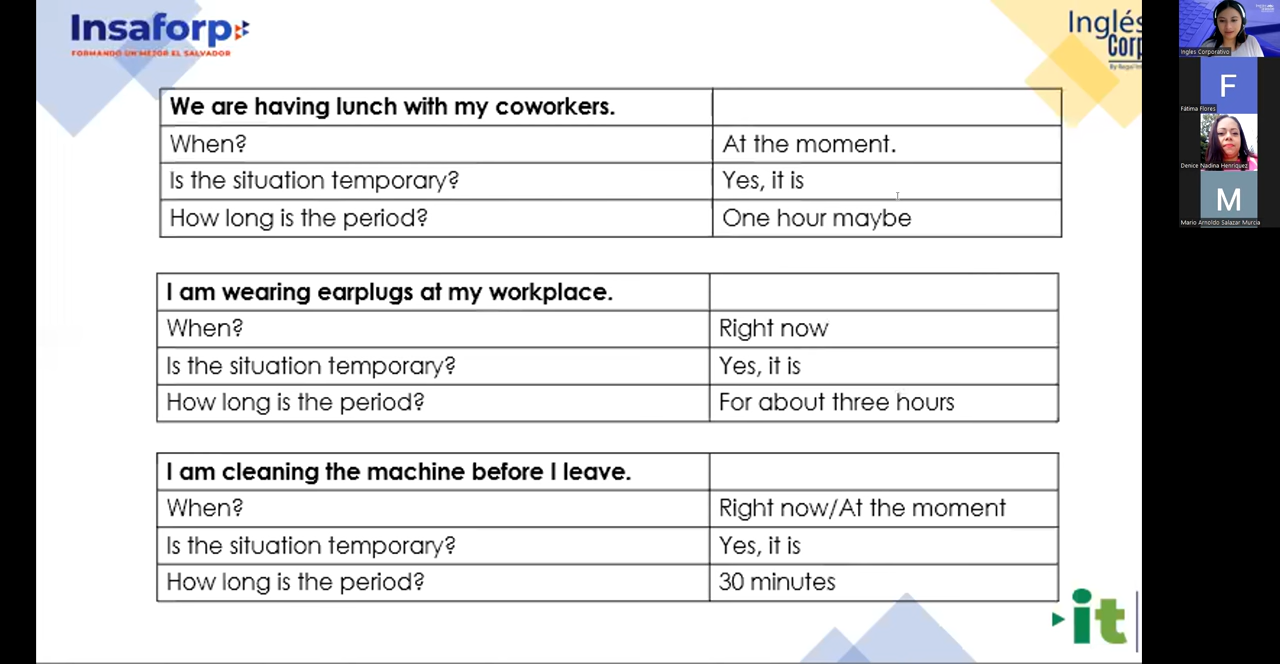 Insaforp
FORMANDO UN MEJOR EL SALVADOR
Inglés
Corp
We are having lunch with my coworkers.
When? At the moment.
Is the situation temporary? Yes, it is
How long is the period? One hour maybe
I am wearing earplugs at my workplace.
When? Right now
Is the situation temporary? Yes, it is
How long is the period? For about three hours
I am cleaning the machine before I leave.
When? Right now/At the moment
Is the situation temporary? Yes, it is
How long is the period? 30 minutes
it
Ingles Corporativo
F
Fátima Flores
Denice Nadina Henriquez
M
Mario Arnoldo Salazar Murcia